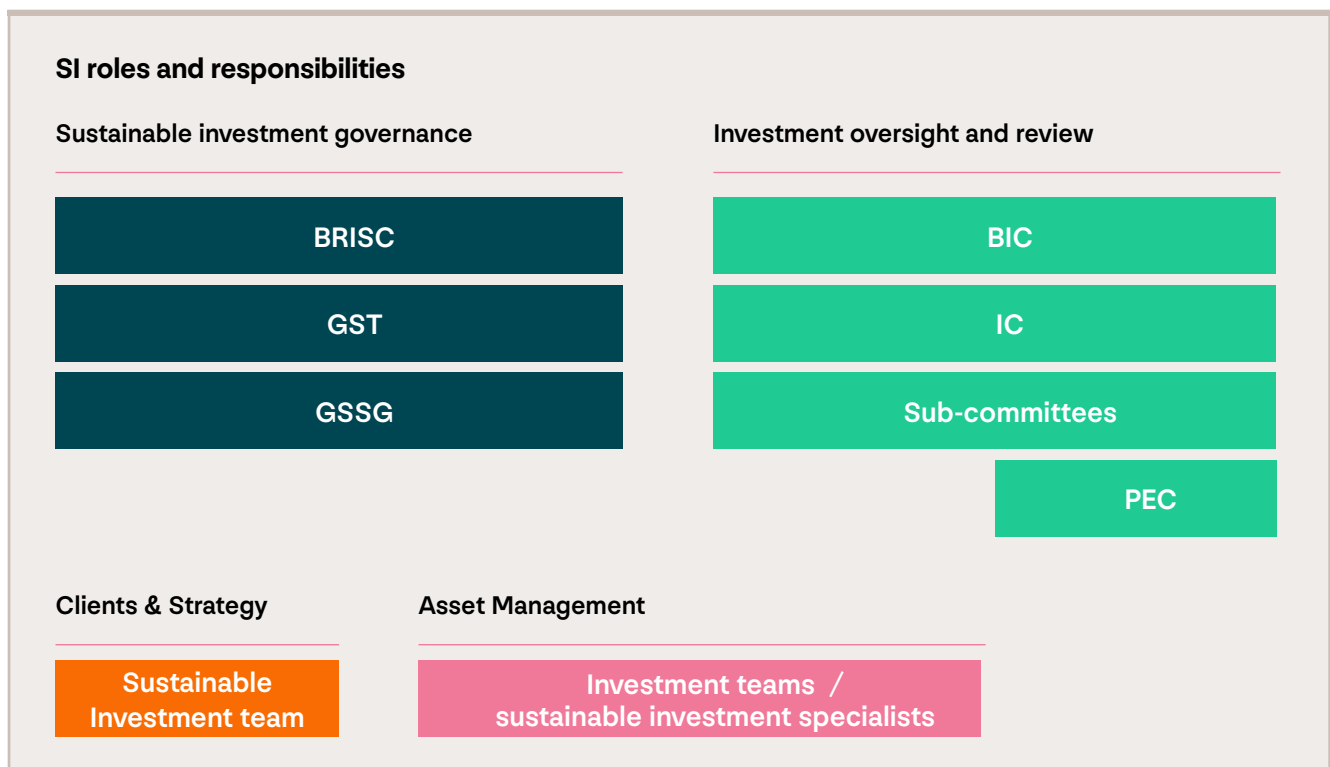 SI roles and responsibilities
Sustainable investment governance
BRISC
GST
GSSG
Investment oversight and review
BIC
IC
Sub-committees
PEC
Clients & Strategy
Sustainable
Investment team
Asset Management
Investment teams /
sustainable investment specialists